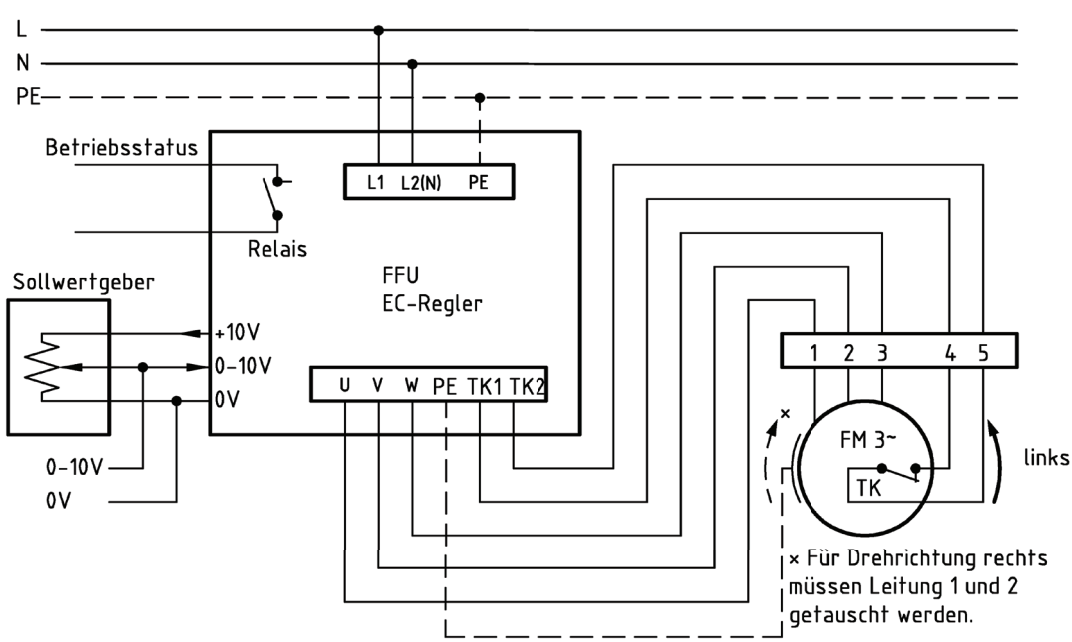 L
N
PE
Betriebsstatus
L1 L2(N) PE
Relais
FFU
EC-Regler
Sollwertgeber
+10V
0-10V
0V
U V W PE TK1 TK2
0-10V
0V
1 2 3 4 5
×
FM 3~
TK
links
× Für Drehrichtung rechts
müssen Leitung 1 und 2
getauscht werden.